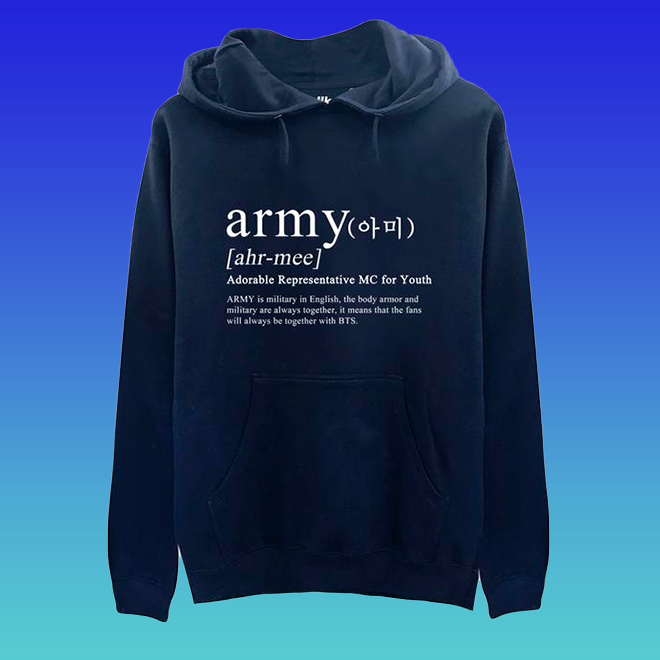 army(아미)
[ahr-mee]
Adorable Representative MC for Youth
ARMY is military in English, the body armor and
military are always together, it means that the fans
will always be together with BTS.